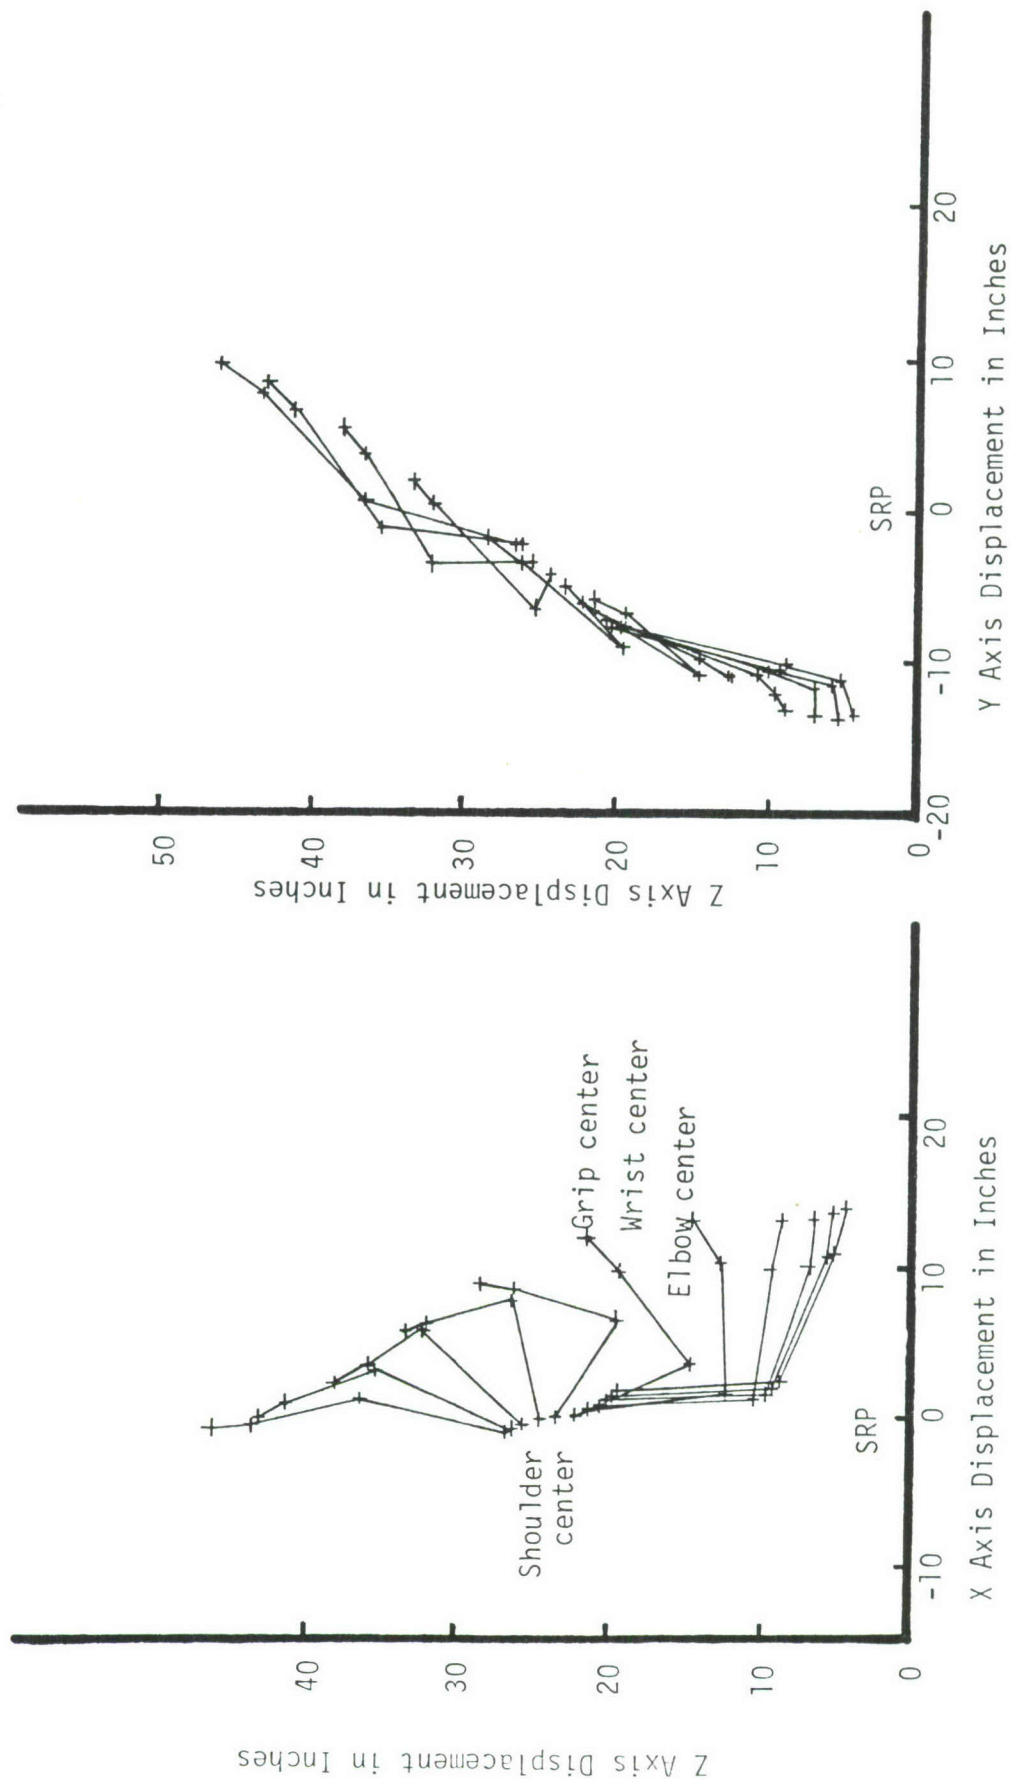 Z Axis Displacement in Inches
40
30
20
10
0
Shoulder
center
Grip center
Wrist center
Elbow center
SRP
-10
0
10
20
X Axis Displacement in Inches
Z Axis Displacement in Inches
50
40
30
20
10
0
SRP
-20
-10
0
10
20
Y Axis Displacement in Inches